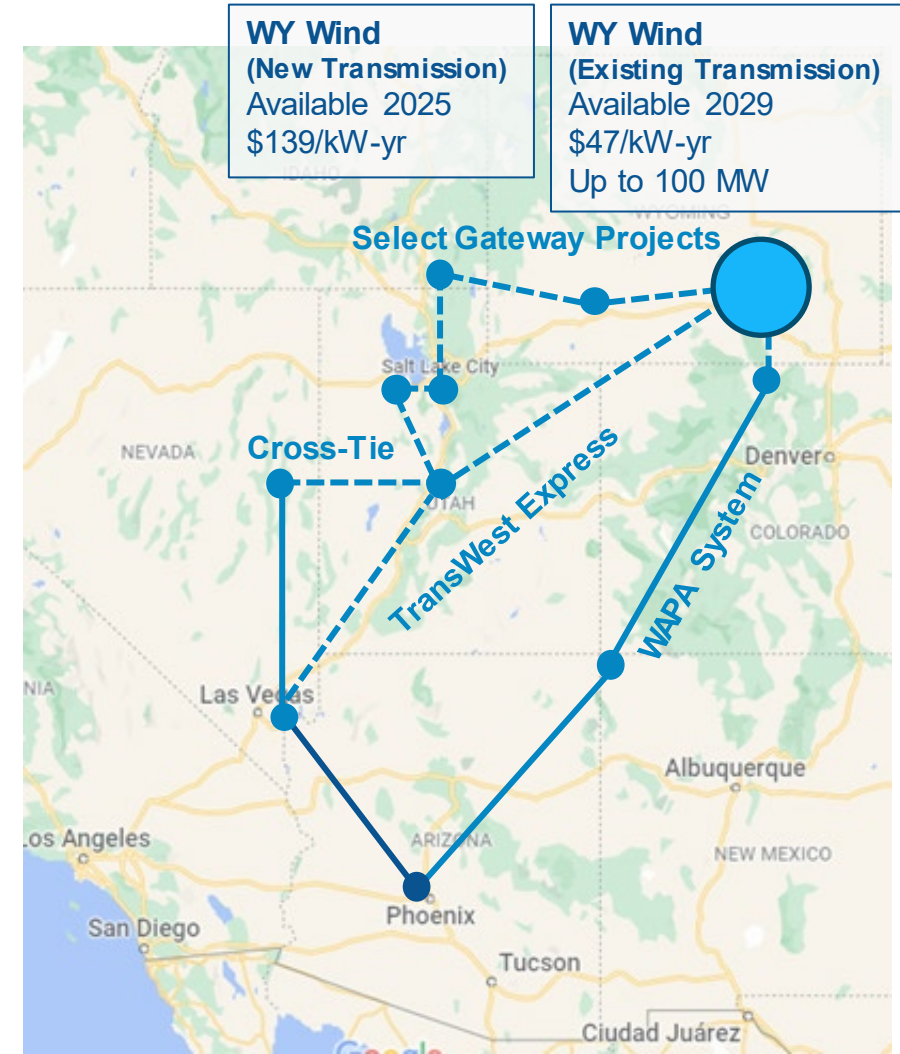 WY Wind
(New Transmission)
Available 2025
$139/kW-yr
WY Wind
(Existing Transmission)
Available 2029
$47/kW-yr
Up to 100 MW
IDAHO
WYOMING
Select Gateway Projects
Salt Lake City
NEVADA
Cross-Tie
Denver
UTAH
COLORADO
TransWest Express
WAPA System
NIA
Las Vegas
Albuquerque
Los Angeles
ARIZONA
NEW MEXICO
Phoenix
San Diego
Tucson
Ciudad Juárez
Google